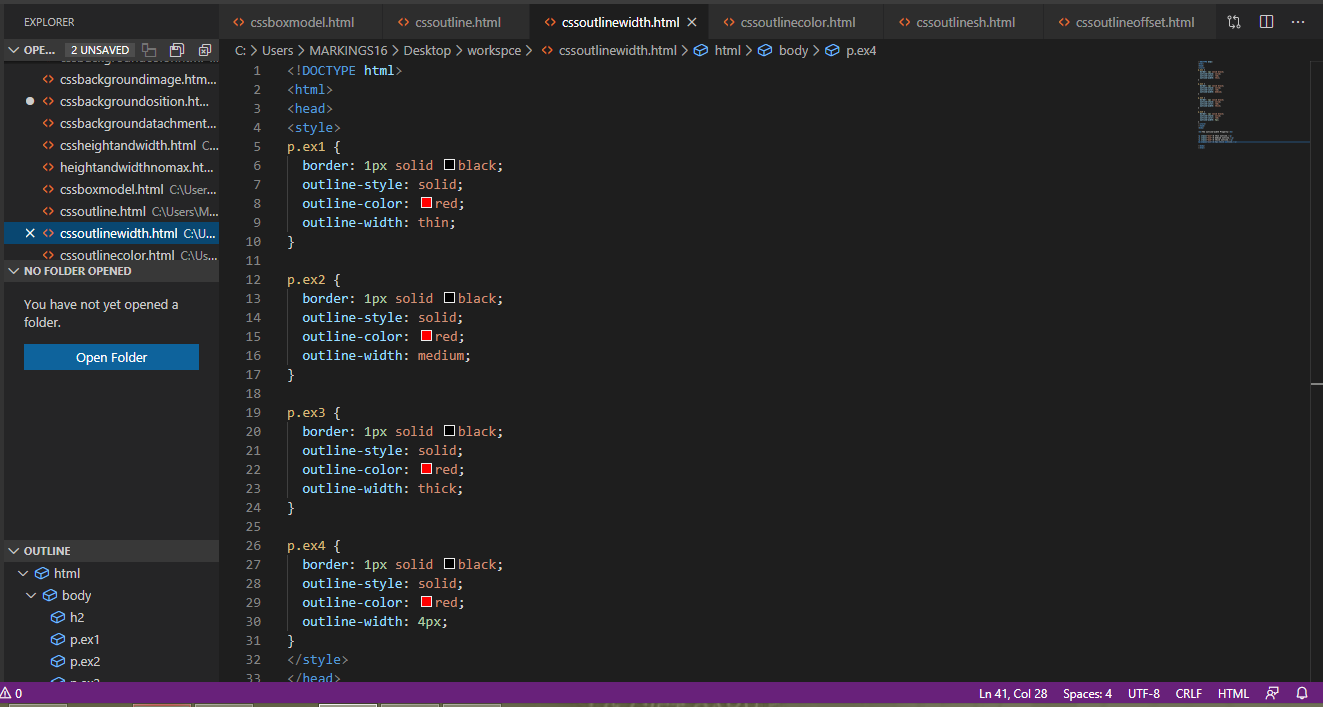 EXPLORER
OPE... 2 UNSAVED
cssbackgroundimage.htm...
cssbackgroundosition.ht...
cssbackgroundatachment...
cssheightandwidth.html C...
heightandwidthnomax.ht...
cssboxmodel.html C:\User...
cssoutline.html C:\Users\M...
cssoutlinewidth.html C:\U...
cssoutlinecolor.html C:\Us...
NO FOLDER OPENED
You have not yet opened a
folder.
Open Folder
OUTLINE
html
body
h2
p.ex1
p.ex2
cssboxmodel.html cssoutline.html cssoutlinewidth.html cssoutlinecolor.html cssoutlinesh.html cssoutlineoffset.html
C: > Users > MARKINGS16 > Desktop > workspce > cssoutlinewidth.html > html > body > p.ex4
1 <!DOCTYPE html>
2 <html>
3 <head>
4 <style>
5 p.ex1 {
6 border: 1px solid black;
7 outline-style: solid;
8 outline-color: red;
9 outline-width: thin;
10 }
11
12 p.ex2 {
13 border: 1px solid black;
14 outline-style: solid;
15 outline-color: red;
16 outline-width: medium;
17 }
18
19 p.ex3 {
20 border: 1px solid black;
21 outline-style: solid;
22 outline-color: red;
23 outline-width: thick;
24 }
25
26 p.ex4 {
27 border: 1px solid black;
28 outline-style: solid;
29 outline-color: red;
30 outline-width: 4px;
31 }
32 </style>
33 </head>
0 Ln 41, Col 28 Spaces: 4 UTF-8 CRLF HTML